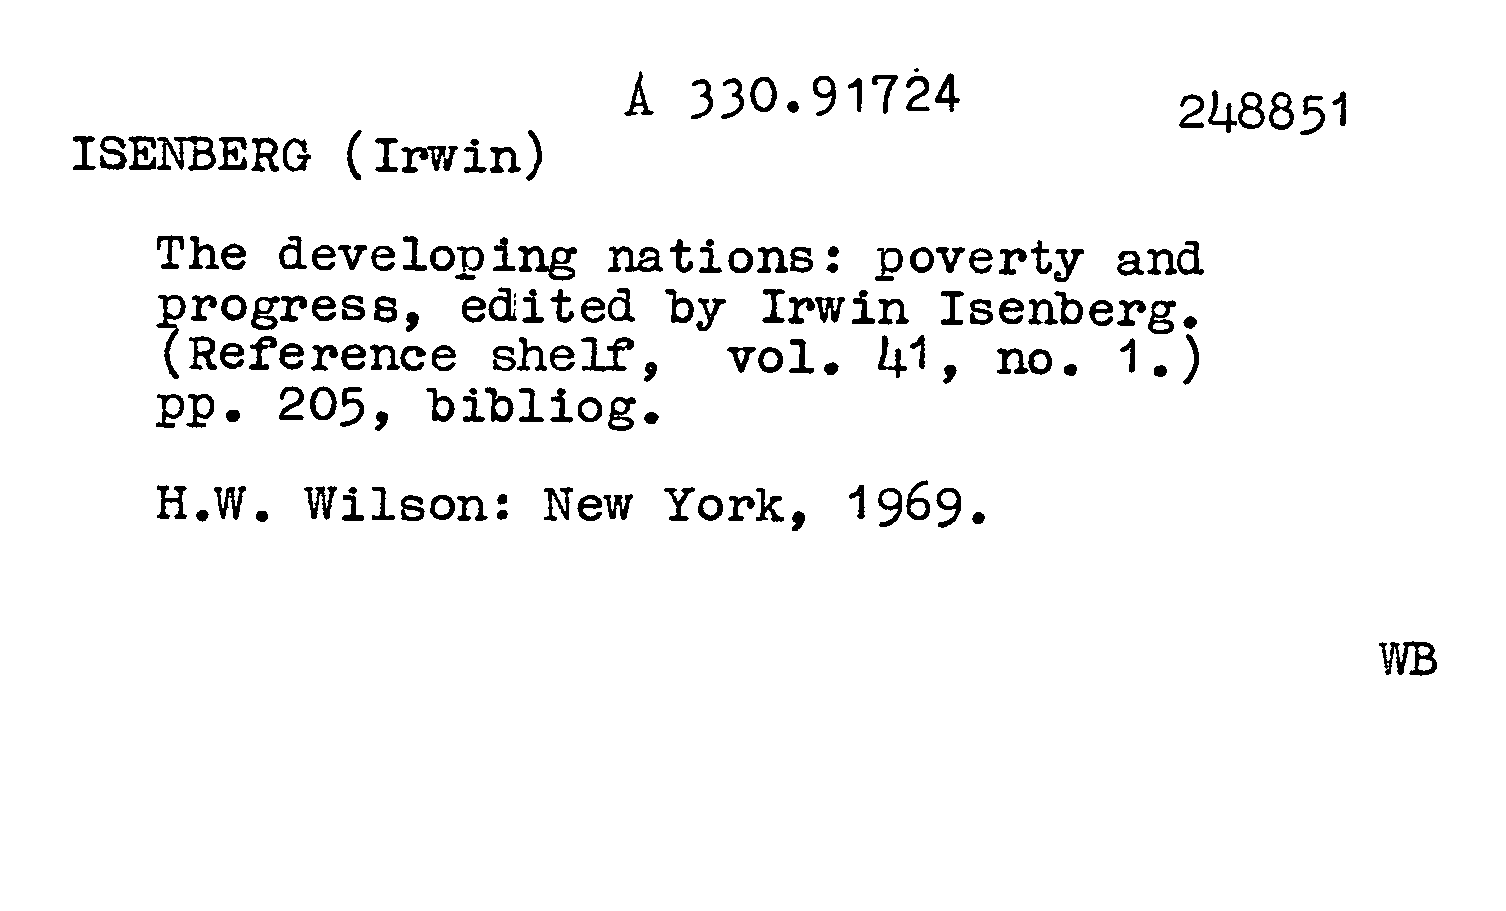 A 330.91724 248851
ISENBERG (Irwin)
The developing nations: poverty and
progress, edited by Irwin Isenberg.
(Reference shelf, vol. 41, no. 1.)
pp. 205, bibliog.
H.W. Wilson: New York, 1969.
WB